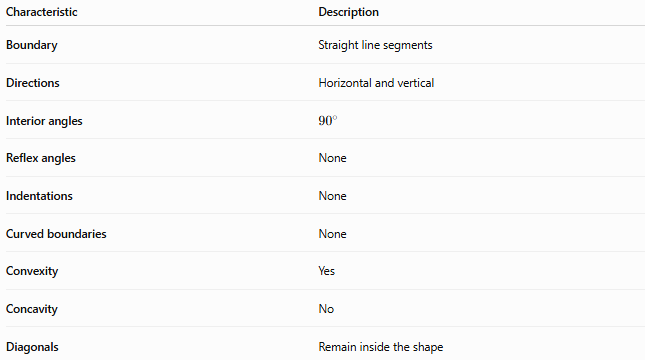 Characteristic Description
Boundary Straight line segments
Directions Horizontal and vertical
Interior angles 90°
Reflex angles None
Indentations None
Curved boundaries None
Convexity Yes
Concavity No
Diagonals Remain inside the shape